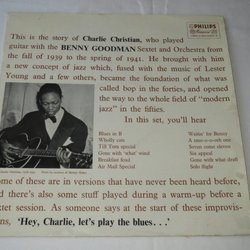 PHILIPS
This is the story of Charlie Christian, who played
guitar with the BENNY GOODMAN Sextet and Orchestra from
the fall of 1939 to the spring of 1941. He brought with him
a new concept of jazz which, fused with the music of Lester
Young and a few others, became the foundation of what was
called bop in the forties, and opened
the way to the whole field of "modern
jazz" in the fifties.
In this set, you'll hear
Blues in B
Wholly cats
Till Tom special
Gone with 'what' wind
Breakfast feud
Air Mail Special
Waitin' for Benny
A smo-o-o-oth one
Seven come eleven
Six appeal
Gone with what draft
Solo flight
Some of these are in versions that have never been heard before,
and there's also some stuff played during a warm-up before a
sextet session. As someone says at the start of these improvis-
ations, 'Hey, Charlie, let's play the blues . . .'